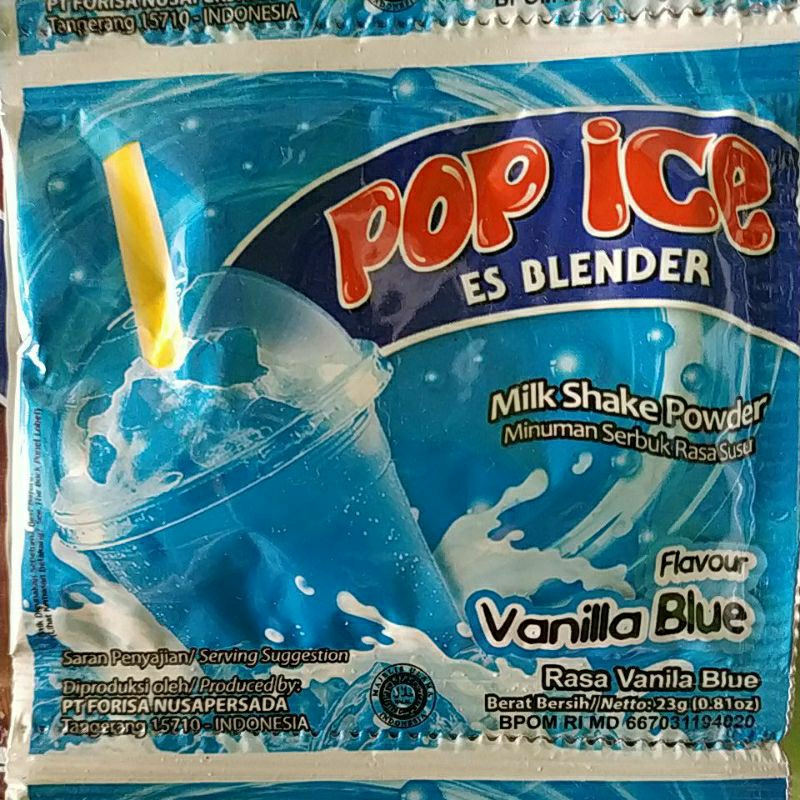 PT FORISA NUSAPERSADA
Tangerang 15710 - INDONESIA
POP ICE
ES BLENDER
Milk Shake Powder
Minuman Serbuk Rasa Susu
Flavour
Vanilla Blue
Rasa Vanila Blue
Berat Bersih/Netto: 23g (0.81oz)
BPOM RI MD 667031194020
Saran Penyajian/ Serving Suggestion
Diproduksi oleh/ Produced by:
PT FORISA NUSAPERSADA
Tangerang 15710 - INDONESIA